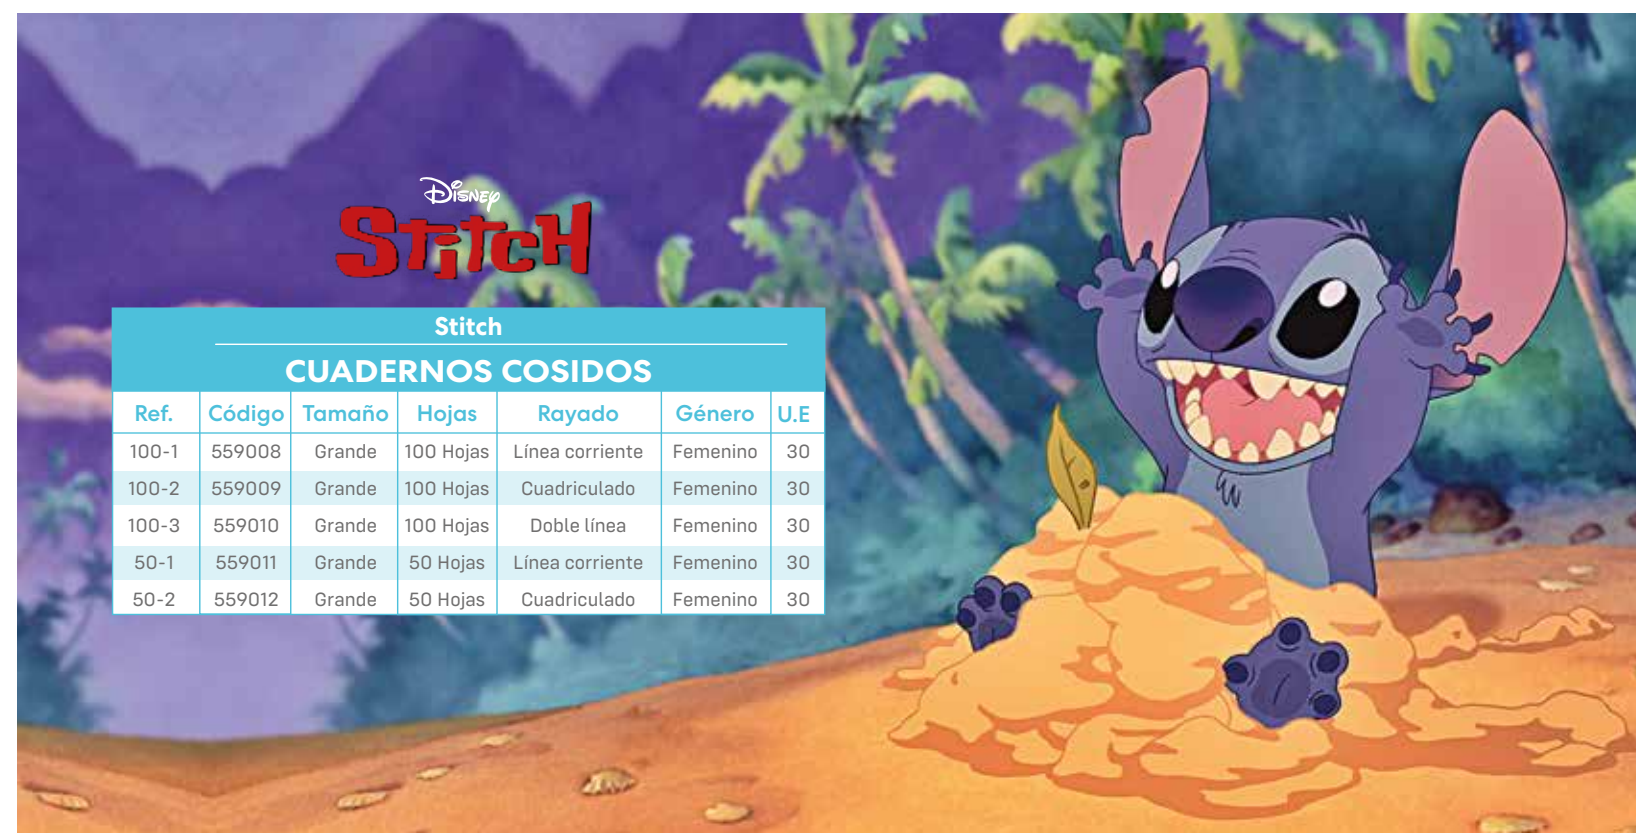 Disney
Stitch
Stitch
CUADERNOS COSIDOS
Ref. Código Tamaño Hojas Rayado Género U.E
100-1 559008 Grande 100 Hojas Línea corriente Femenino 30
100-2 559009 Grande 100 Hojas Cuadriculado Femenino 30
100-3 559010 Grande 100 Hojas Doble línea Femenino 30
50-1 559011 Grande 50 Hojas Línea corriente Femenino 30
50-2 559012 Grande 50 Hojas Cuadriculado Femenino 30